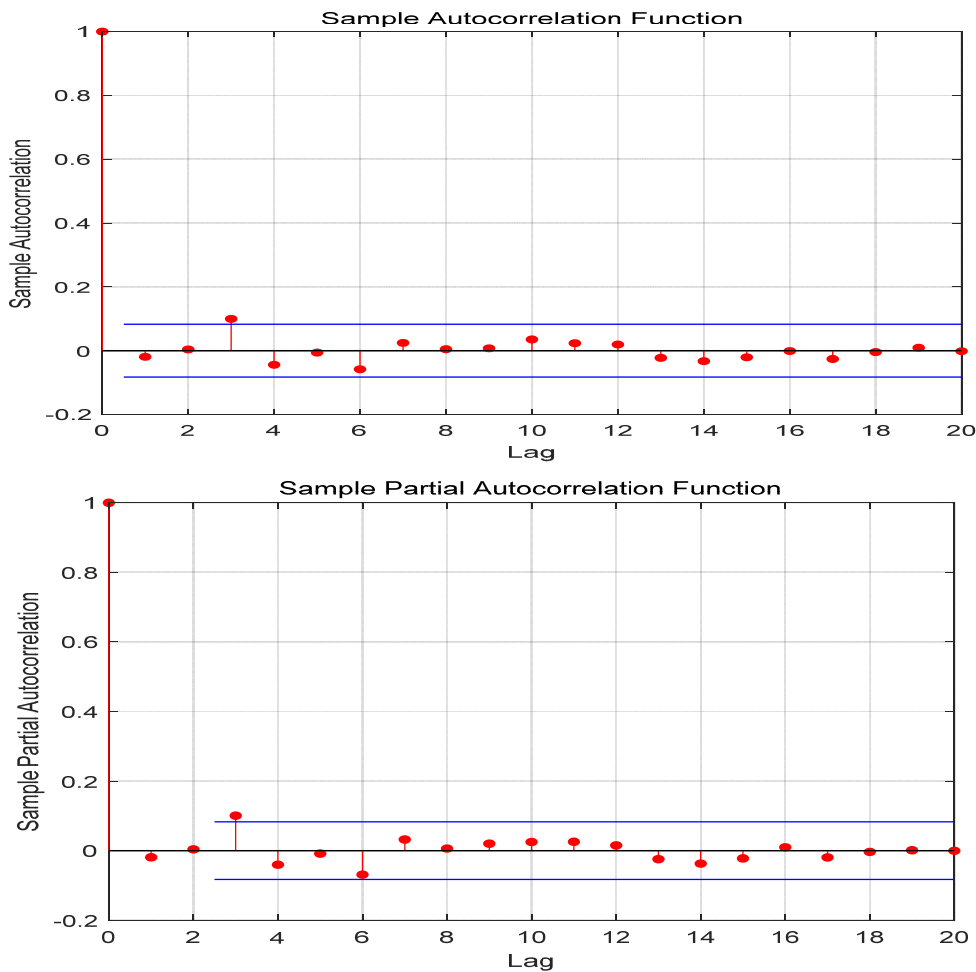 Sample Autocorrelation Function
1
0.8
0.6
0.4
0.2
0
-0.2
Sample Autocorrelation
0 2 4 6 8 10 12 14 16 18 20
Lag
Sample Partial Autocorrelation Function
1
0.8
0.6
0.4
0.2
0
-0.2
Sample Partial Autocorrelation
0 2 4 6 8 10 12 14 16 18 20
Lag